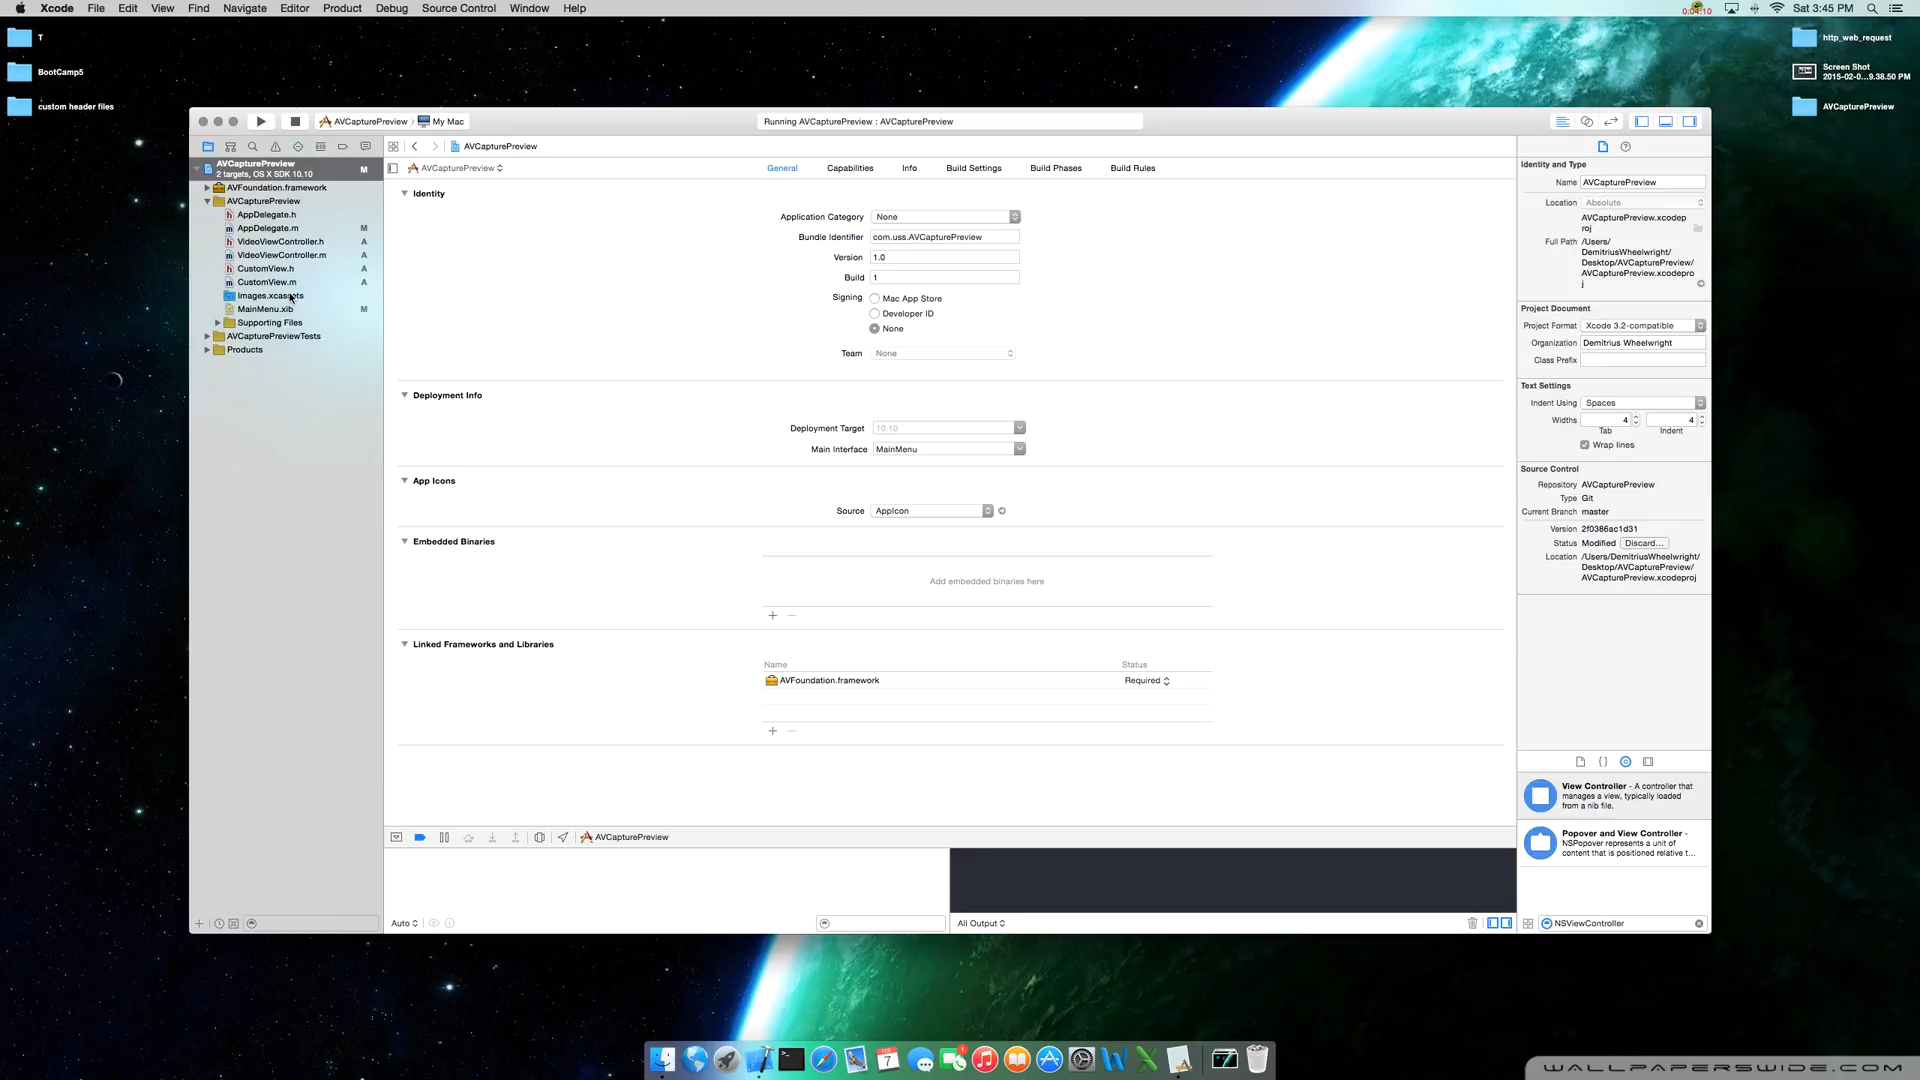 Xcode File Edit View Find Navigate Editor Product Debug Source Control Window Help
0:04:10 Sat 3:45 PM
T
BootCamp5
custom header files
http_web_request
Screen Shot
2015-02-0...9.38.50 PM
AVCapturePreview
AVCapturePreview My Mac
Running AVCapturePreview : AVCapturePreview
AVCapturePreview
AVCapturePreview M
2 targets, OS X SDK 10.10
AVFoundation.framework
AVCapturePreview
AppDelegate.h
AppDelegate.m M
VideoViewController.h A
VideoViewController.m A
CustomView.h A
CustomView.m A
Images.xcassets
MainMenu.xib M
Supporting Files
AVCapturePreviewTests
Products
AVCapturePreview
General Capabilities Info Build Settings Build Phases Build Rules
Identity
Application Category None
Bundle Identifier com.uss.AVCapturePreview
Version 1.0
Build 1
Signing Mac App Store
Developer ID
None
Team None
Deployment Info
Deployment Target 10.10
Main Interface MainMenu
App Icons
Source AppIcon
Embedded Binaries
Add embedded binaries here
Linked Frameworks and Libraries
Name Status
AVFoundation.framework Required
AVCapturePreview
Auto
All Output
Identity and Type
Name AVCapturePreview
Location Absolute
AVCapturePreview.xcodep
roj
Full Path /Users/
DemitriusWheelwright/
Desktop/AVCapturePreview/
AVCapturePreview.xcodepro
j
Project Document
Project Format Xcode 3.2-compatible
Organization Demitrius Wheelwright
Class Prefix
Text Settings
Indent Using Spaces
Widths 4 4
Tab Indent
Wrap lines
Source Control
Repository AVCapturePreview
Type Git
Current Branch master
Version 2f0386ac1d31
Status Modified Discard...
Location /Users/DemitriusWheelwright/
Desktop/AVCapturePreview/
AVCapturePreview.xcodeproj
View Controller - A controller that
manages a view, typically loaded
from a nib file.
Popover and View Controller -
NSPopover represents a unit of
content that is positioned relative t...
NSViewController
7
WALLPAPERSWIDE.COM